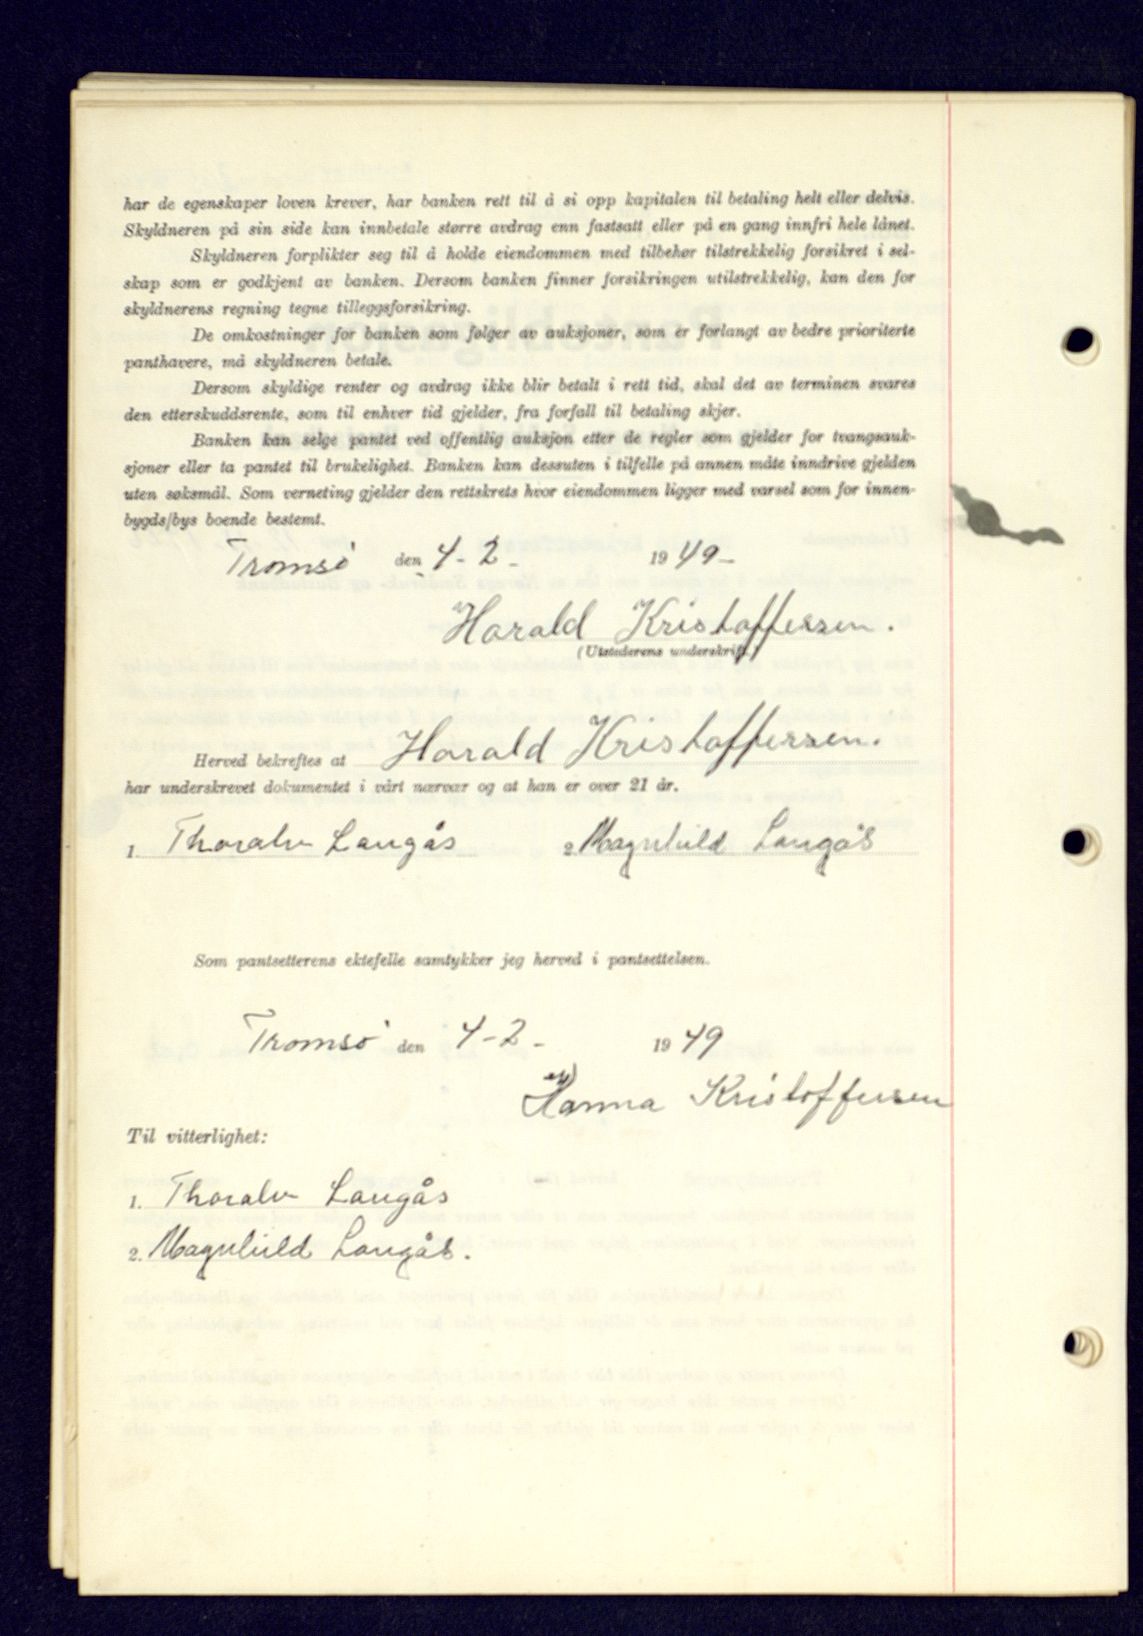 har de egenskaper loven krever, har banken rett til å si opp kapitalen til betaling helt eller delvis.
Skyldneren på sin side kan innbetale større avdrag enn fastsatt eller på en gang innfri hele lånet.
Skyldneren forplikter seg til å holde eiendommen med tilbehør tilstrekkelig forsikret i sel-
skap som er godkjent av banken. Dersom banken finner forsikringen utilstrekkelig, kan den for
skyldnerens regning tegne tilleggsforsikring.
De omkostninger for banken som følger av auksjoner, som er forlangt av bedre prioriterte
panthavere, må skyldneren betale.
Dersom skyldige renter og avdrag ikke blir betalt i rett tid, skal det av terminen svares
den etterskuddsrente, som til enhver tid gjelder, fra forfall til betaling skjer.
Banken kan selge pantet ved offentlig auksjon etter de regler som gjelder for tvangsauk-
sjoner eller ta pantet til brukelighet. Banken kan dessuten i tilfelle på annen måte inndrive gjelden
uten søksmål. Som verneting gjelder den rettskrets hvor eiendommen ligger med varsel som for innen-
bygds/bys boende bestemt.
Tromsø den 4-2- 1949-
Harald Kristoffersen.
(Utstederens underskrift.)
Herved bekreftes at Harald Kristoffersen.
har underskrevet dokumentet i vårt nærvær og at han er over 21 år.
1. Thoralv Langås 2. Magnhild Langås
Som pantsetterens ektefelle samtykker jeg herved i pantsettelsen.
Tromsø den 4-2- 1949
Hanna Kristoffersen
Til vitterlighet:
1. Thoralv Langås
2. Magnhild Langås.